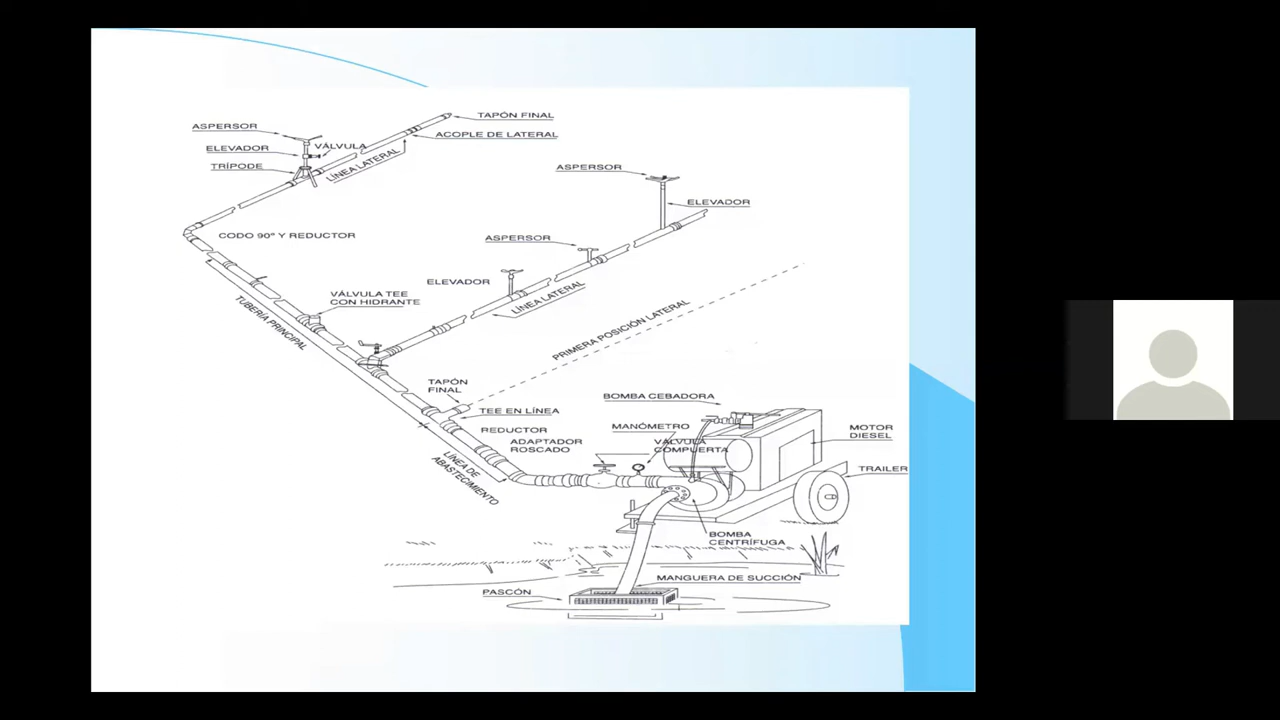 TAPÓN FINAL
ASPERSOR
ACOPLE DE LATERAL
ELEVADOR
VÁLVULA
TRÍPODE
LÍNEA LATERAL
ASPERSOR
ELEVADOR
CODO 90° Y REDUCTOR
ASPERSOR
ELEVADOR
VÁLVULA TEE
CON HIDRANTE
LÍNEA LATERAL
TUBERÍA PRINCIPAL
PRIMERA POSICIÓN LATERAL
TAPÓN
FINAL
BOMBA CEBADORA
TEE EN LÍNEA
REDUCTOR
MANÓMETRO
MOTOR
DIESEL
ADAPTADOR
ROSCADO
VÁLVULA
COMPUERTA
TRAILER
LÍNEA DE
ABASTECIMIENTO
BOMBA
CENTRÍFUGA
MANGUERA DE SUCCIÓN
PASCÓN